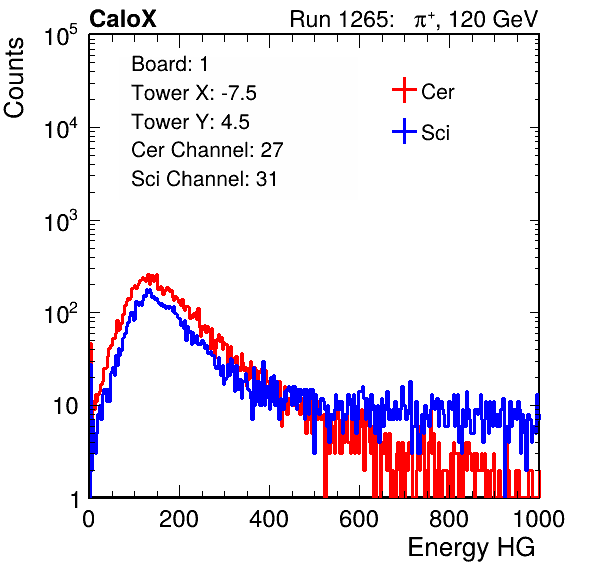 CaloX Run 1265: π⁺, 120 GeV
Counts
10⁵
10⁴
10³
10²
10
1
Board: 1
Tower X: -7.5
Tower Y: 4.5
Cer Channel: 27
Sci Channel: 31
Cer
Sci
0 200 400 600 800 1000
Energy HG